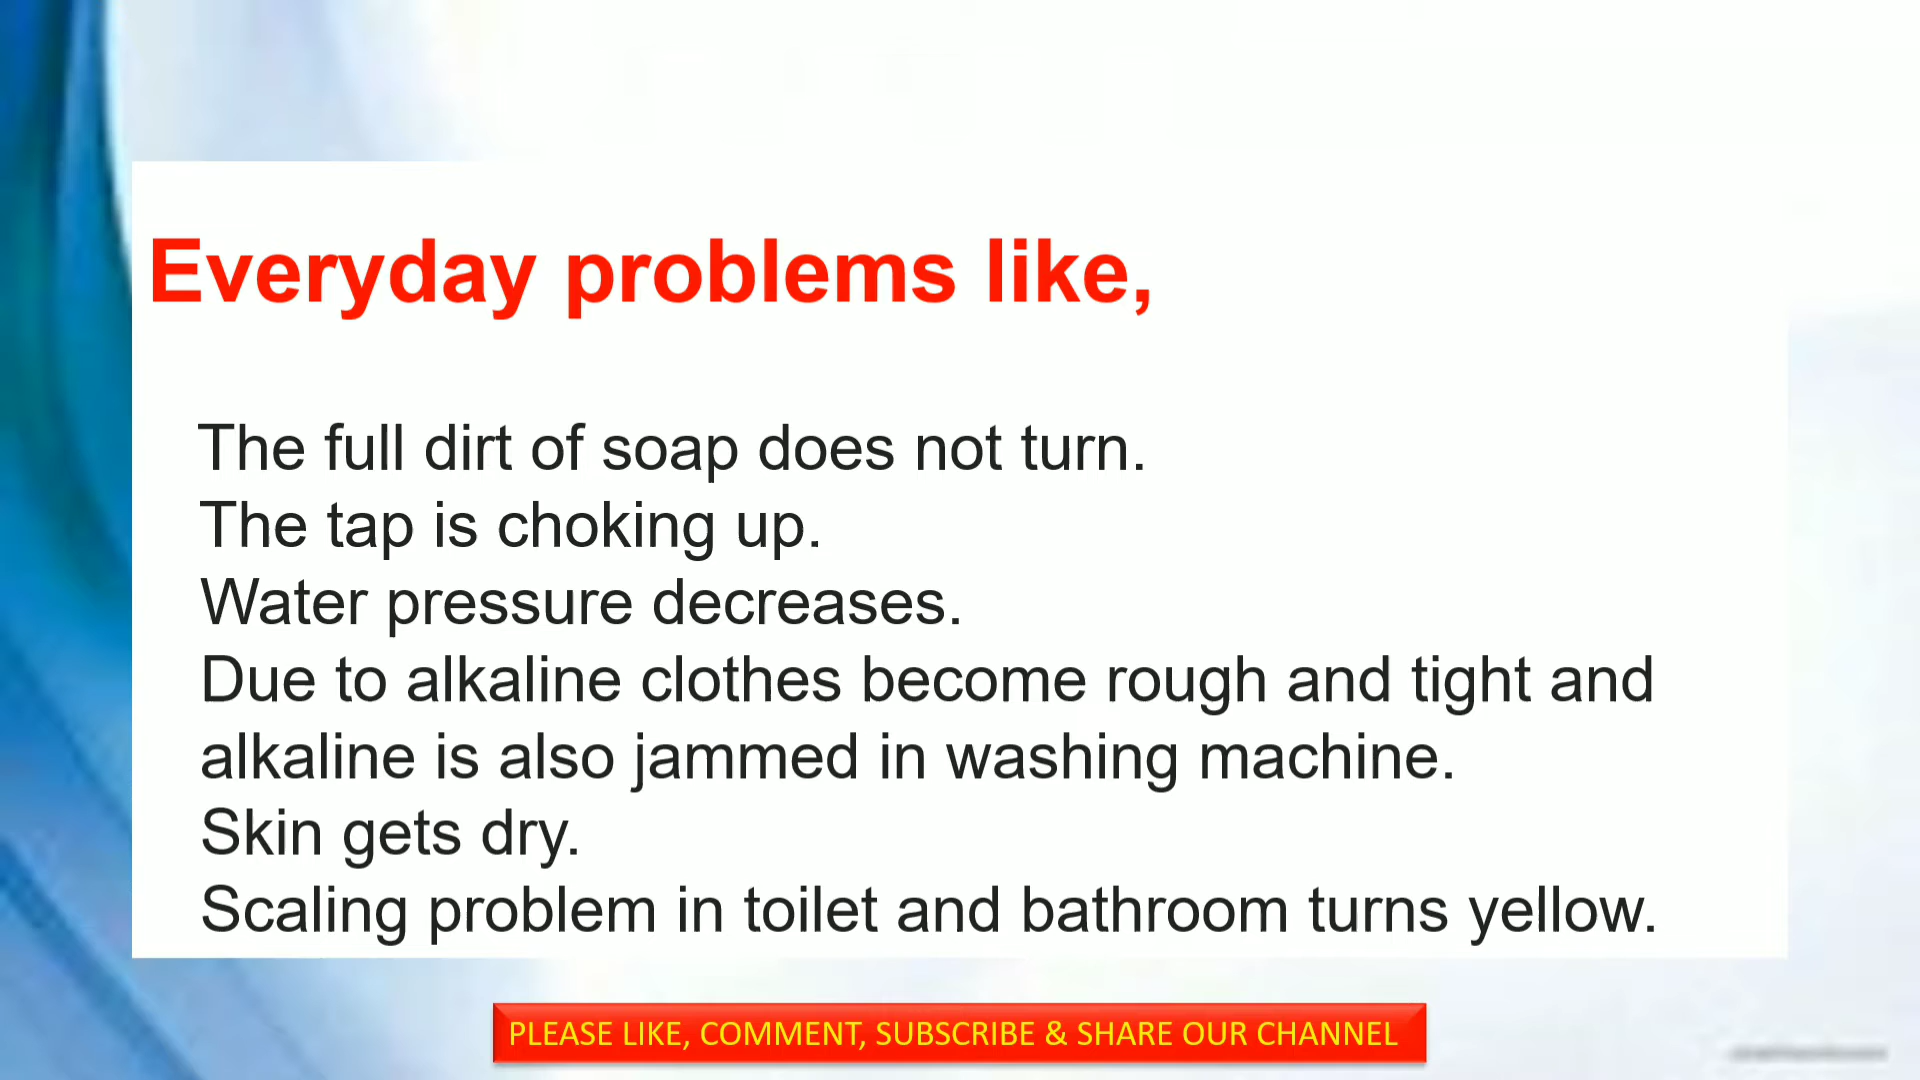 Everyday problems like,
The full dirt of soap does not turn.
The tap is choking up.
Water pressure decreases.
Due to alkaline clothes become rough and tight and
alkaline is also jammed in washing machine.
Skin gets dry.
Scaling problem in toilet and bathroom turns yellow.
PLEASE LIKE, COMMENT, SUBSCRIBE & SHARE OUR CHANNEL